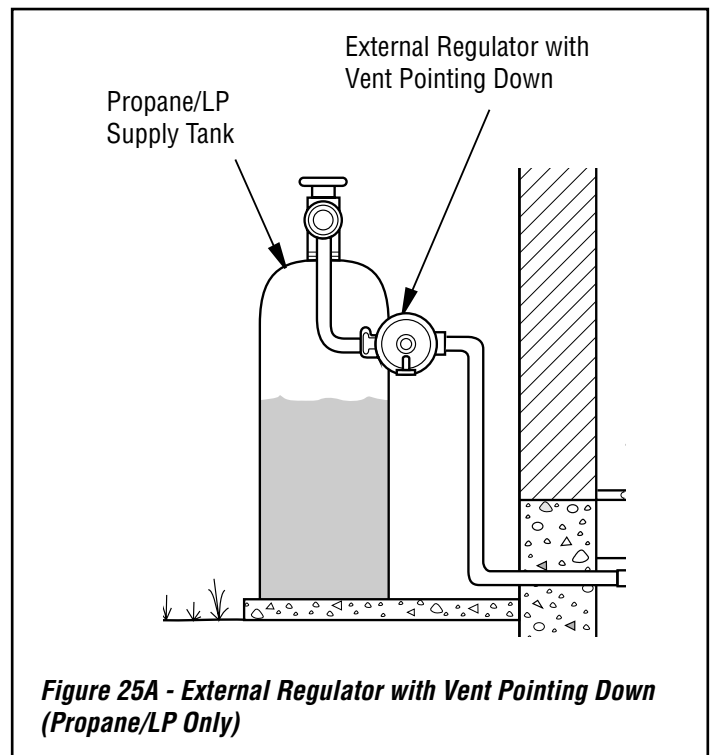 External Regulator with
Vent Pointing Down
Propane/LP
Supply Tank
Figure 25A - External Regulator with Vent Pointing Down
(Propane/LP Only)